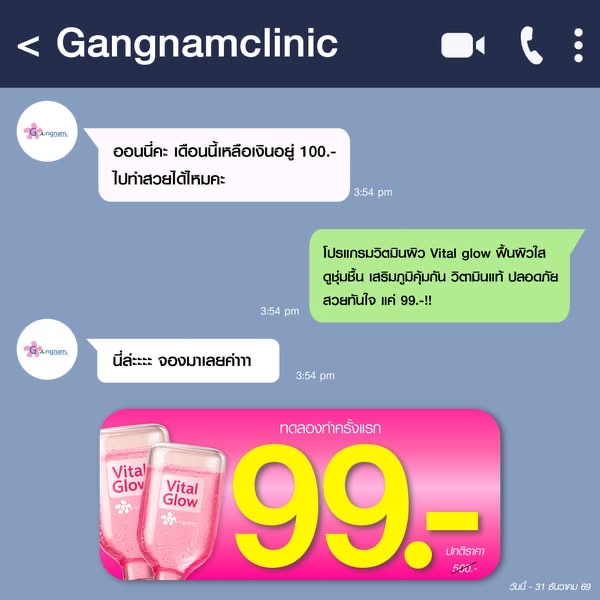 < Gangnamclinic
Gangnam
ออนนี่คะ เดือนนี้เหลือเงินอยู่ 100.-
ไปทำสวยได้ไหมคะ
3:54 pm
โปรแกรมวิตมินผิว Vital glow ฟื้นผิวใส
ดูชุ่มชื้น เสริมภูมิคุ้มกัน วิตามินแท้ ปลอดภัย
สวยทันใจ แค่ 99.-!!
3:54 pm
Gangnam
นี่ล่ะะะะ จองมาเลยค่าาา
3:54 pm
ทดลองทำครั้งแรก
99.-
Vital
Glow
Vital
Glow
ปกติราคา
500.-
วันนี้ - 31 ธันวาคม 69